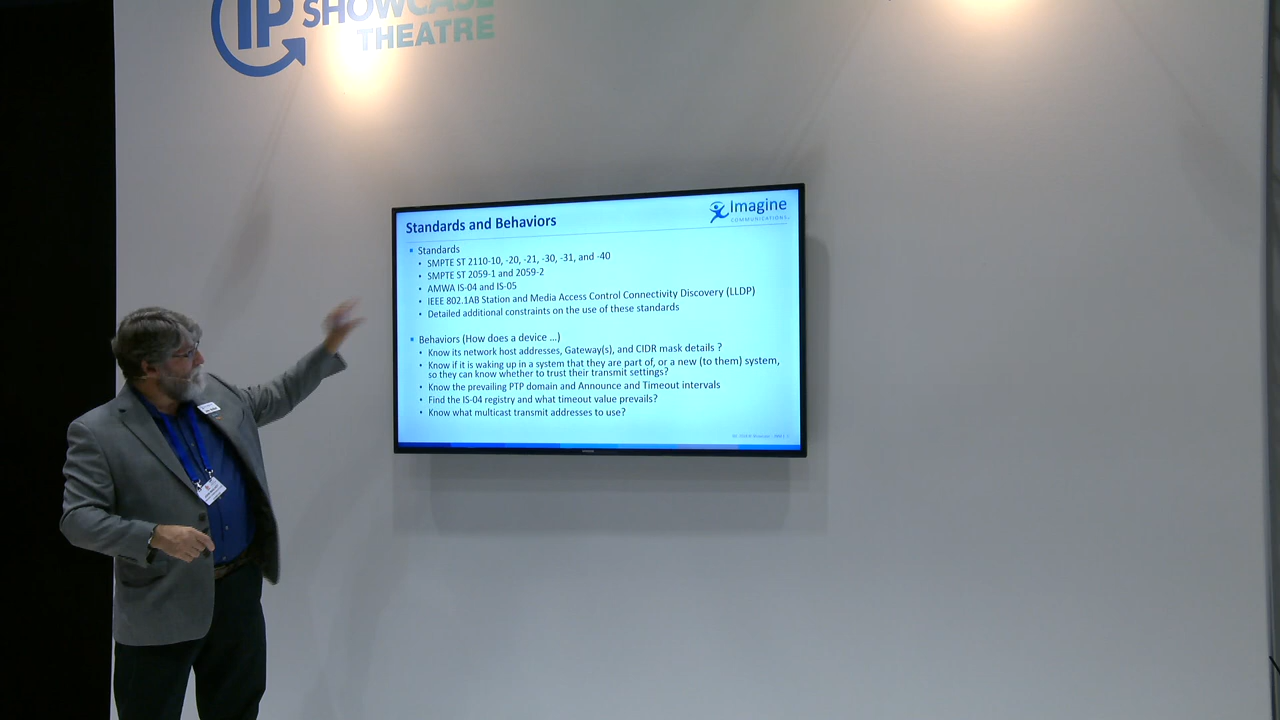 IP SHOWCASE
THEATRE
Imagine
COMMUNICATIONS
Standards and Behaviors
Standards
SMPTE ST 2110-10, -20, -21, -30, -31, and -40
SMPTE ST 2059-1 and 2059-2
AMWA IS-04 and IS-05
IEEE 802.1AB Station and Media Access Control Connectivity Discovery (LLDP)
Detailed additional constraints on the use of these standards
Behaviors (How does a device ...)
Know its network host addresses, Gateway(s), and CIDR mask details ?
Know if it is waking up in a system that they are part of, or a new (to them) system,
so they can know whether to trust their transmit settings?
Know the prevailing PTP domain and Announce and Timeout intervals
Find the IS-04 registry and what timeout value prevails?
Know what multicast transmit addresses to use?